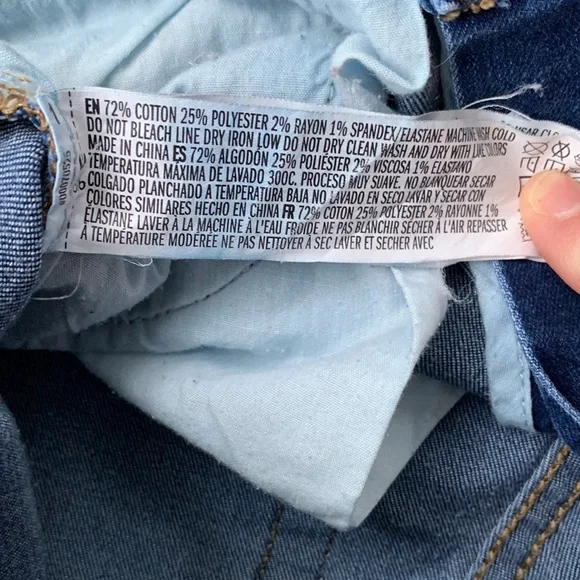 EN 72% COTTON 25% POLYESTER 2% RAYON 1% SPANDEX/ELASTANE MACHINE WASH COLD
DO NOT BLEACH LINE DRY IRON LOW DO NOT DRY CLEAN WASH AND DRY WITH LIKE COLORS
MADE IN CHINA ES 72% ALGODÓN 25% POLIÉSTER 2% VISCOSA 1% ELASTANO
TEMPERATURA MÁXIMA DE LAVADO 300C. PROCESO MUY SUAVE. NO BLANQUEAR SECAR
COLGADO PLANCHADO A TEMPERATURA BAJA NO LAVADO EN SECO LAVAR Y SECAR CON
COLORES SIMILARES HECHO EN CHINA FR 72% COTON 25% POLYESTER 2% RAYONNE 1%
ÉLASTANE LAVER À LA MACHINE À L'EAU FROIDE NE PAS BLANCHIR SÉCHER À L'AIR REPASSER
À TEMPÉRATURE MODÉRÉE NE PAS NETTOYER À SEC LAVER ET SÉCHER AVEC